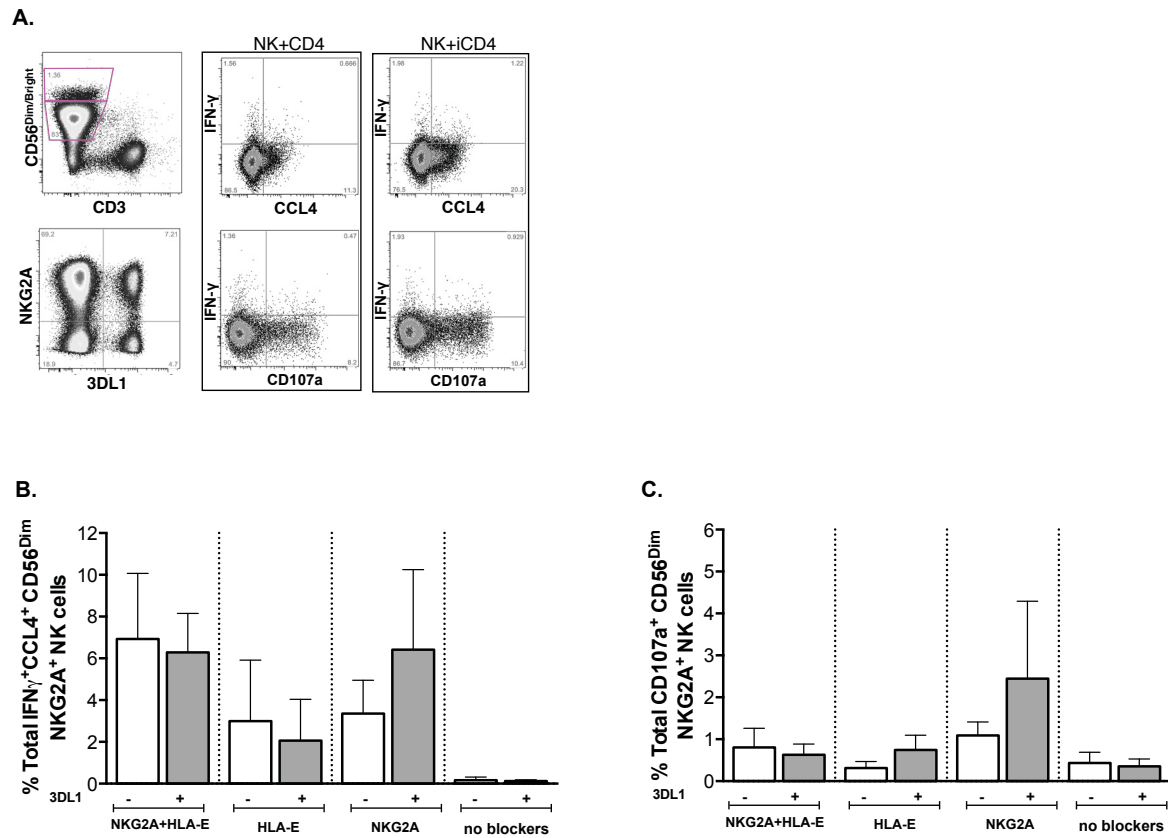 A.
NK+CD4
NK+iCD4
CD56Dim/Bright
1.36
83
CD3
IFN-γ
1.56
0.666
86.5
11.3
CCL4
IFN-γ
1.98
1.22
76.5
20.3
CCL4
NKG2A
69.2
7.21
18.9
4.7
3DL1
IFN-γ
1.36
0.47
90
8.2
CD107a
IFN-γ
1.93
0.929
86.7
10.4
CD107a
B.
% Total IFNγ+CCL4+ CD56Dim
NKG2A+ NK cells
12
10
8
6
4
2
0
3DL1
- + - + - + - +
NKG2A+HLA-E HLA-E NKG2A no blockers
C.
% Total CD107a+ CD56Dim
NKG2A+ NK cells
6
5
4
3
2
1
0
3DL1
- + - + - + - +
NKG2A+HLA-E HLA-E NKG2A no blockers